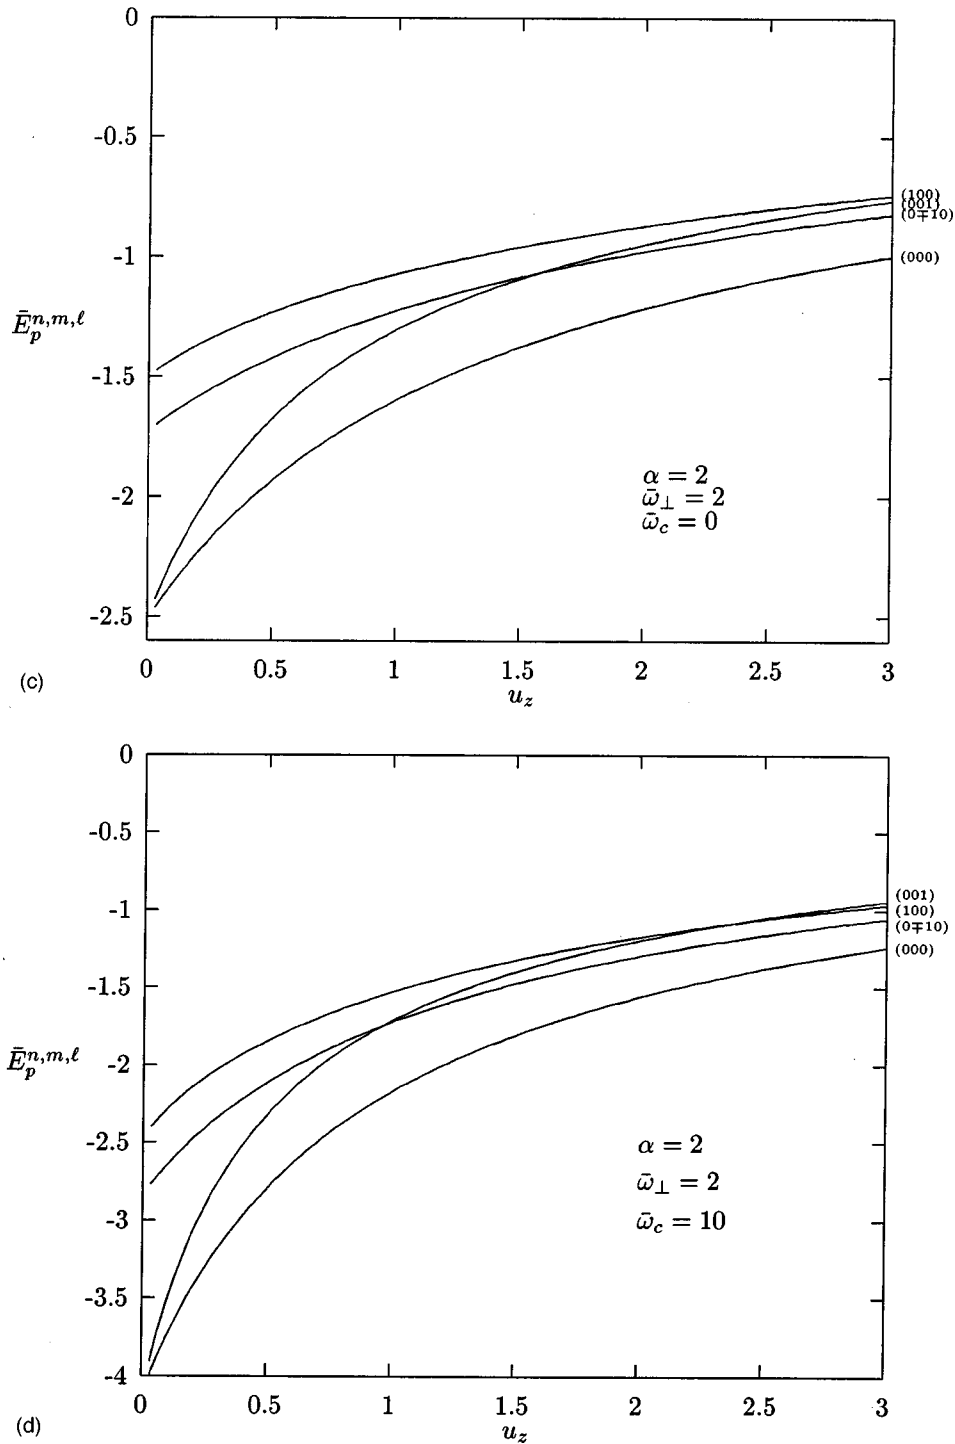 0
-0.5
-1
-1.5
-2
-2.5
Ē_p^{n,m,ℓ}
(100)
(001)
(0∓10)
(000)
α = 2
ω̄_⊥ = 2
ω̄_c = 0
0 0.5 1 1.5 2 2.5 3
u_z
(c)
0
-0.5
-1
-1.5
-2
-2.5
-3
-3.5
-4
Ē_p^{n,m,ℓ}
(001)
(100)
(0∓10)
(000)
α = 2
ω̄_⊥ = 2
ω̄_c = 10
0 0.5 1 1.5 2 2.5 3
u_z
(d)